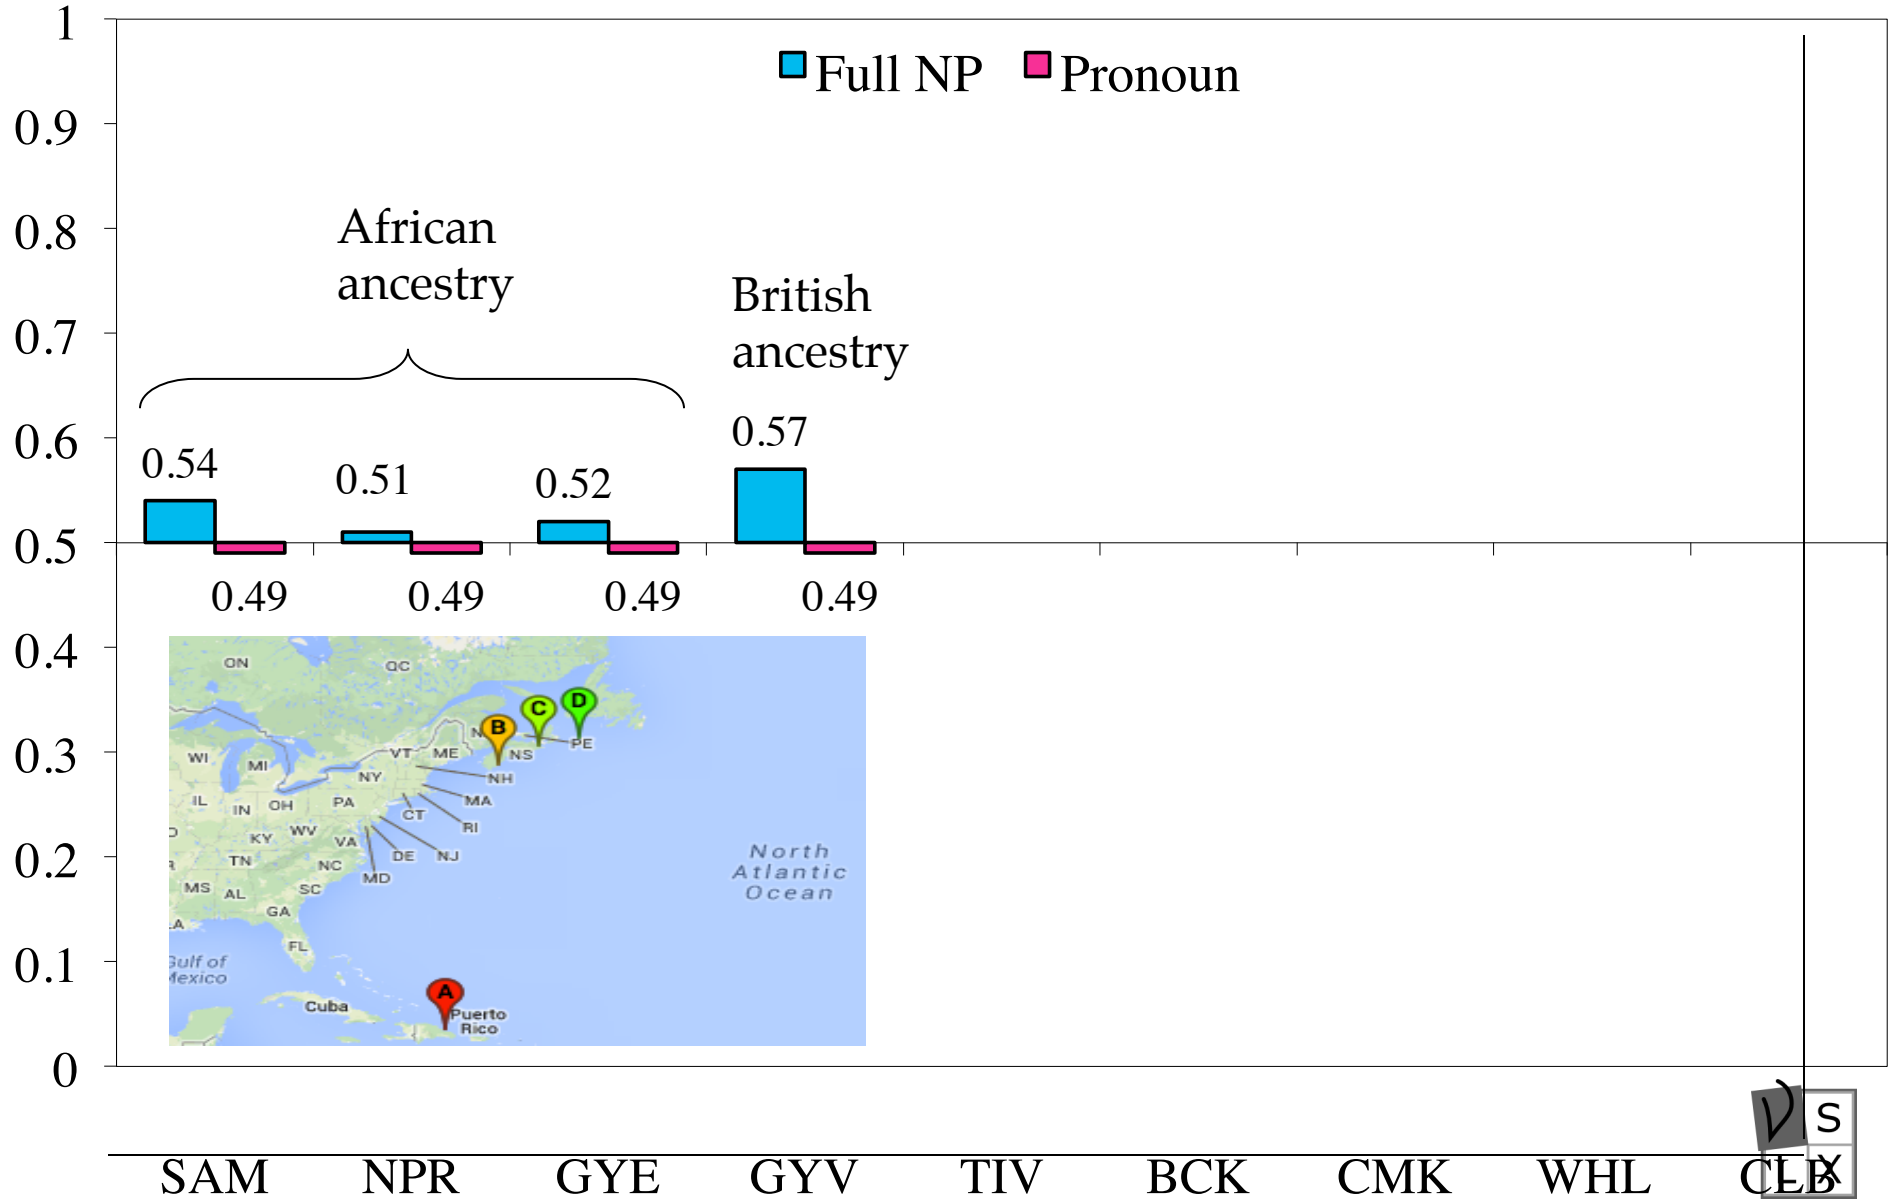 1
Full NP Pronoun
0.9
0.8
African
ancestry
British
ancestry
0.7
0.6
0.54 0.51 0.52 0.57
0.5
0.49 0.49 0.49 0.49
0.4
0.3
0.2
0.1
0
ON QC
B C D
WI MI VT ME NS PE
NY NH
IL IN OH PA CT MA
KY WV VA RI
TN NC DE NJ
MS AL SC MD
GA
FL
North
Atlantic
Ocean
Gulf of
Mexico
Cuba
A
Puerto
Rico
S
X
SAM NPR GYE GYV TIV BCK CMK WHL CLB